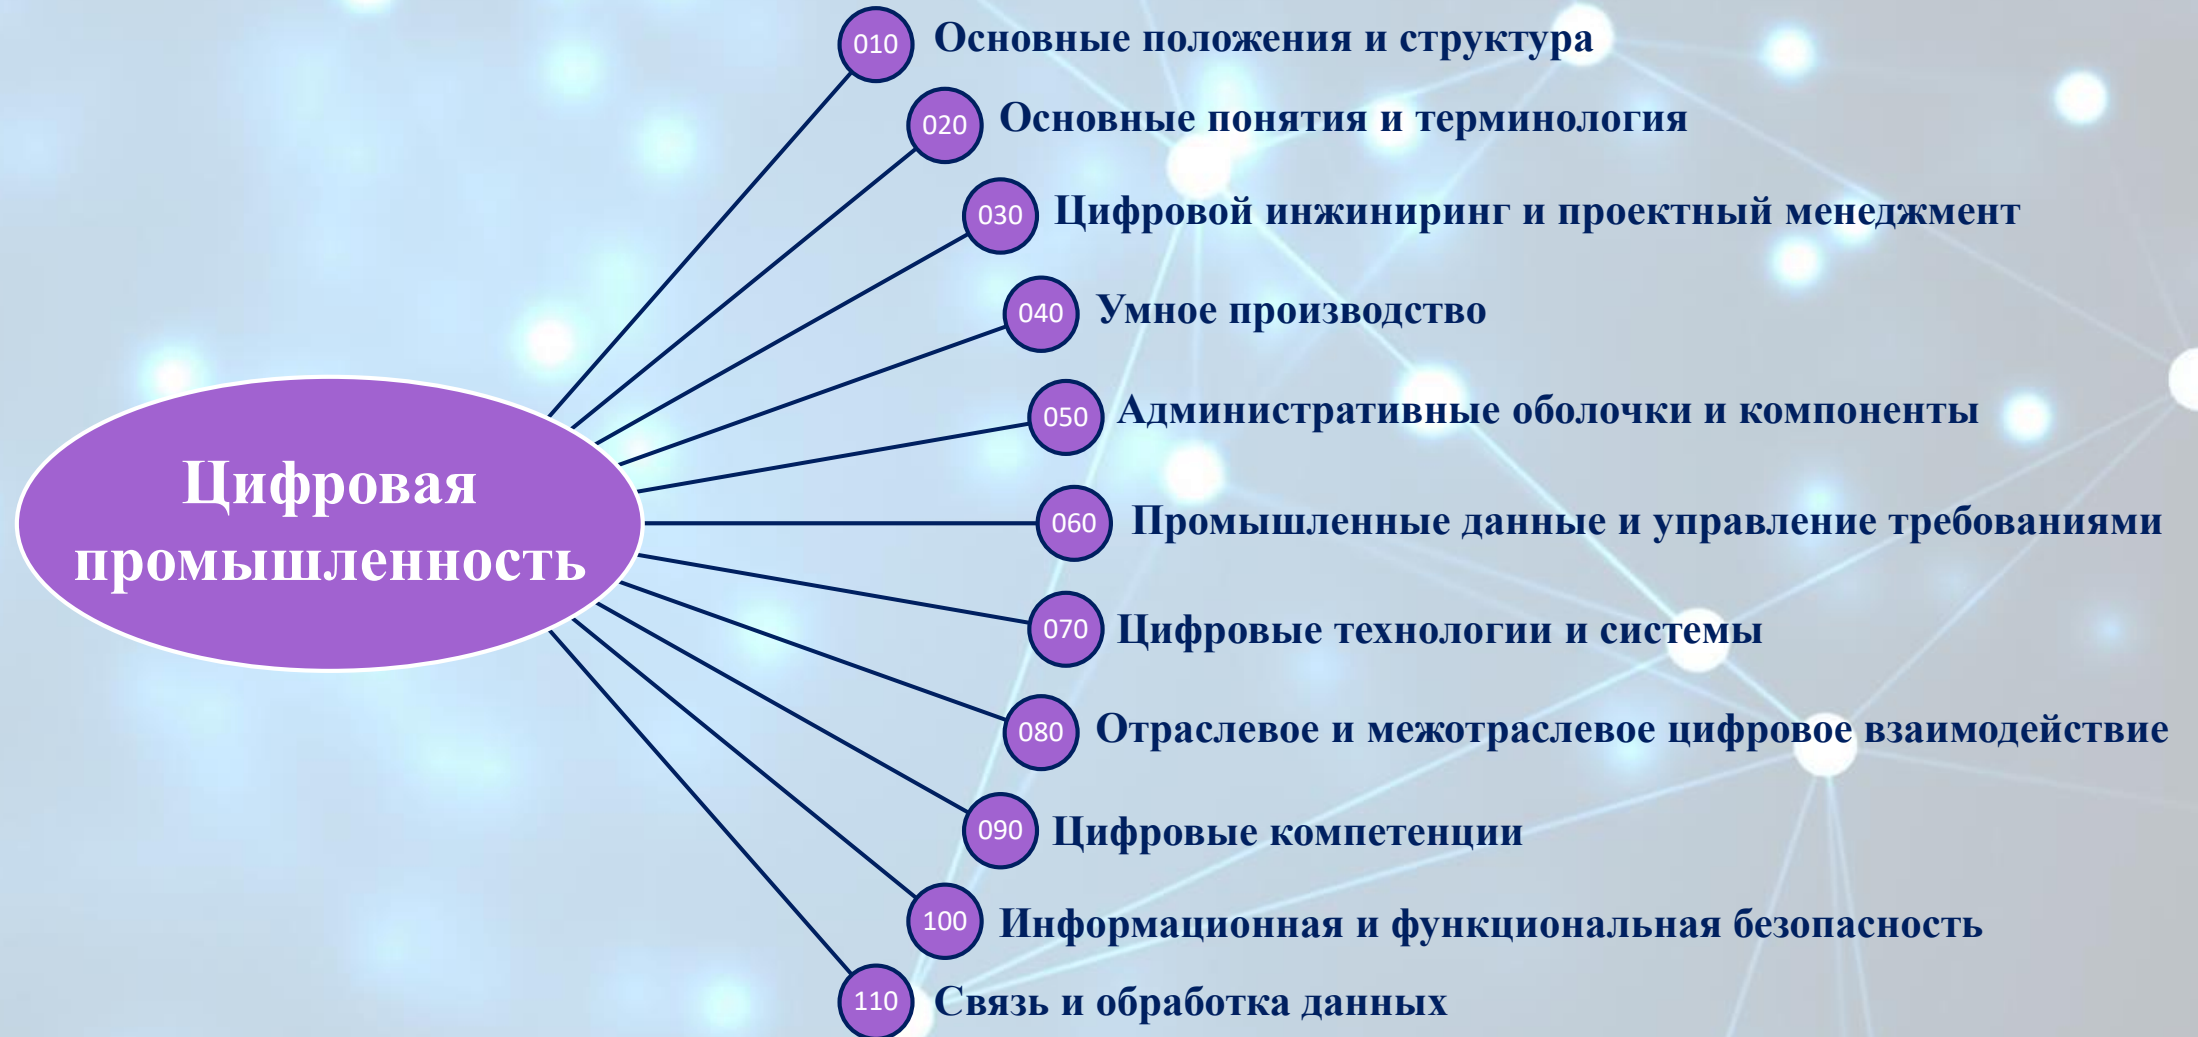 Цифровая
промышленность
010 Основные положения и структура
020 Основные понятия и терминология
030 Цифровой инжиниринг и проектный менеджмент
040 Умное производство
050 Административные оболочки и компоненты
060 Промышленные данные и управление требованиями
070 Цифровые технологии и системы
080 Отраслевое и межотраслевое цифровое взаимодействие
090 Цифровые компетенции
100 Информационная и функциональная безопасность
110 Связь и обработка данных